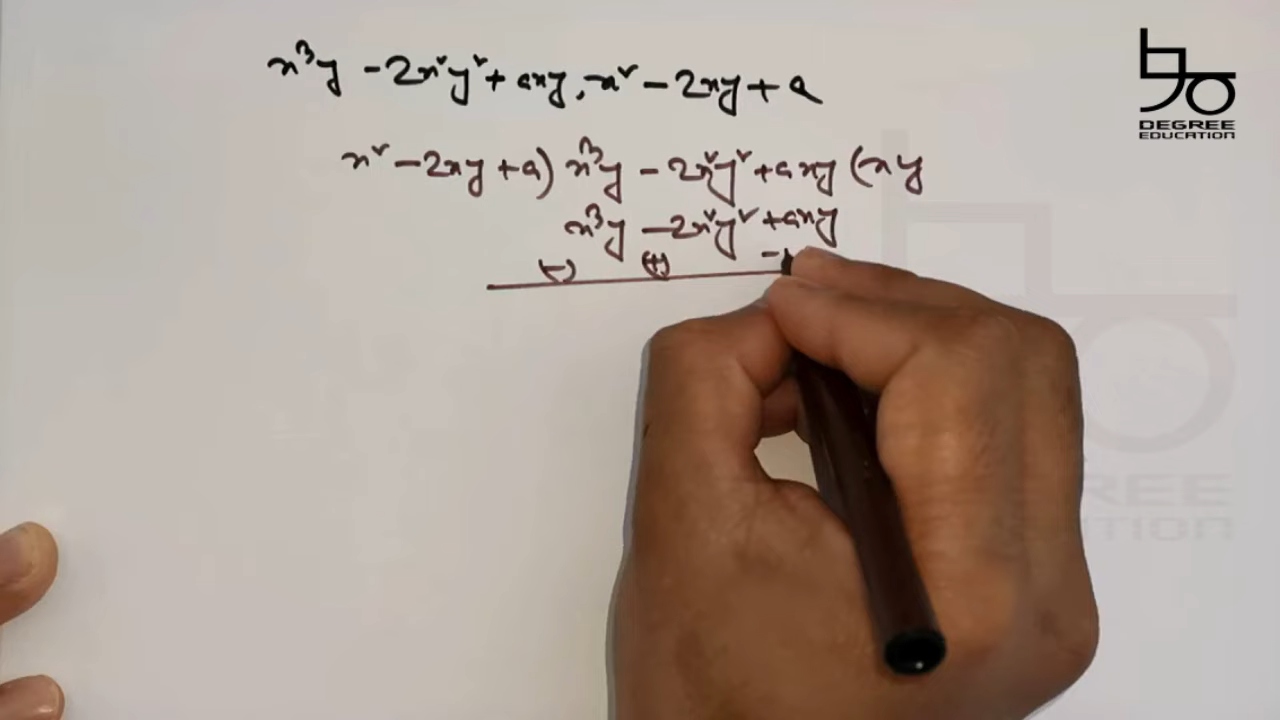 x³y - 2x²y² + axy, x² - 2xy + a
x² - 2xy + a) x³y - 2x²y² + axy (xy
x³y - 2x²y² + axy
(-) (+) -
DEGREE
EDUCATION